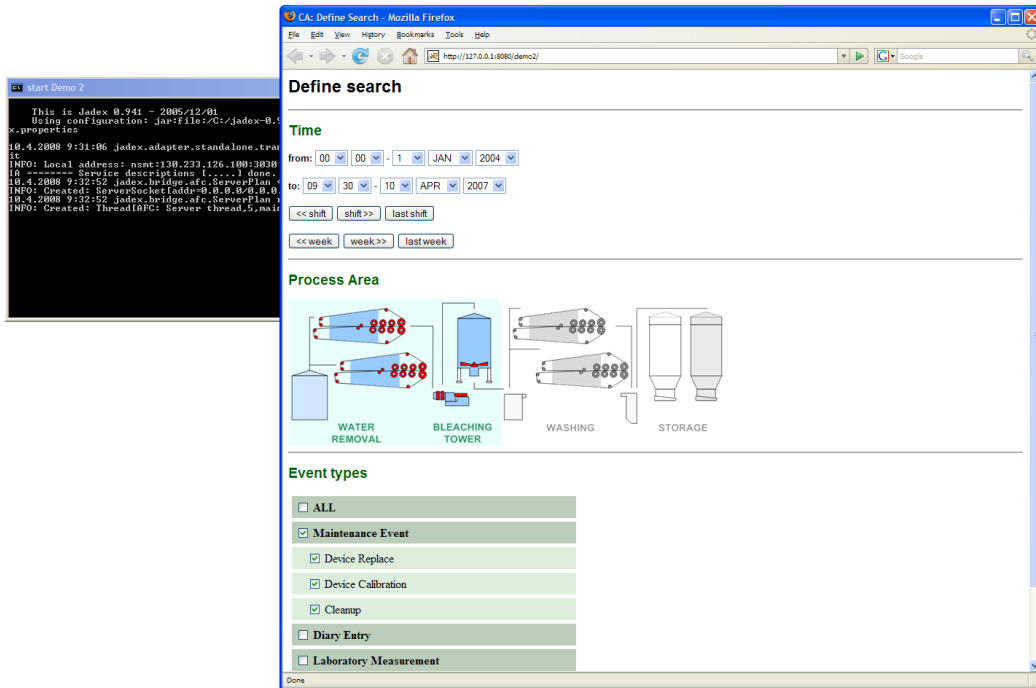 CA: Define Search - Mozilla Firefox
File Edit View History Bookmarks Tools Help
http://127.0.0.1:8080/demo2/
G Google
start Demo 2
This is Jadex 0.941 - 2005/12/01
Using configuration: jar:file:/C:/jadex-0.9
x.properties
10.4.2008 9:31:06 jadex.adapter.standalone.tran
it
INFO: Local address: nsmt:130.233.126.100:3030
IA -------- Service descriptions [.....] done.
10.4.2008 9:32:52 jadex.bridge.afc.ServerPlan <
INFO: Created: ServerSocket[addr=0.0.0.0/0.0.0.
10.4.2008 9:32:52 jadex.bridge.afc.ServerPlan r
INFO: Created: Thread[AFC: Server thread,5,main
Define search
Time
from: 00 00 - 1 JAN 2004
to: 09 30 - 10 APR 2007
<< shift shift >> last shift
<< week week >> last week
Process Area
WATER REMOVAL
BLEACHING TOWER
WASHING
STORAGE
Event types
ALL
Maintenance Event
Device Replace
Device Calibration
Cleanup
Diary Entry
Laboratory Measurement
Done